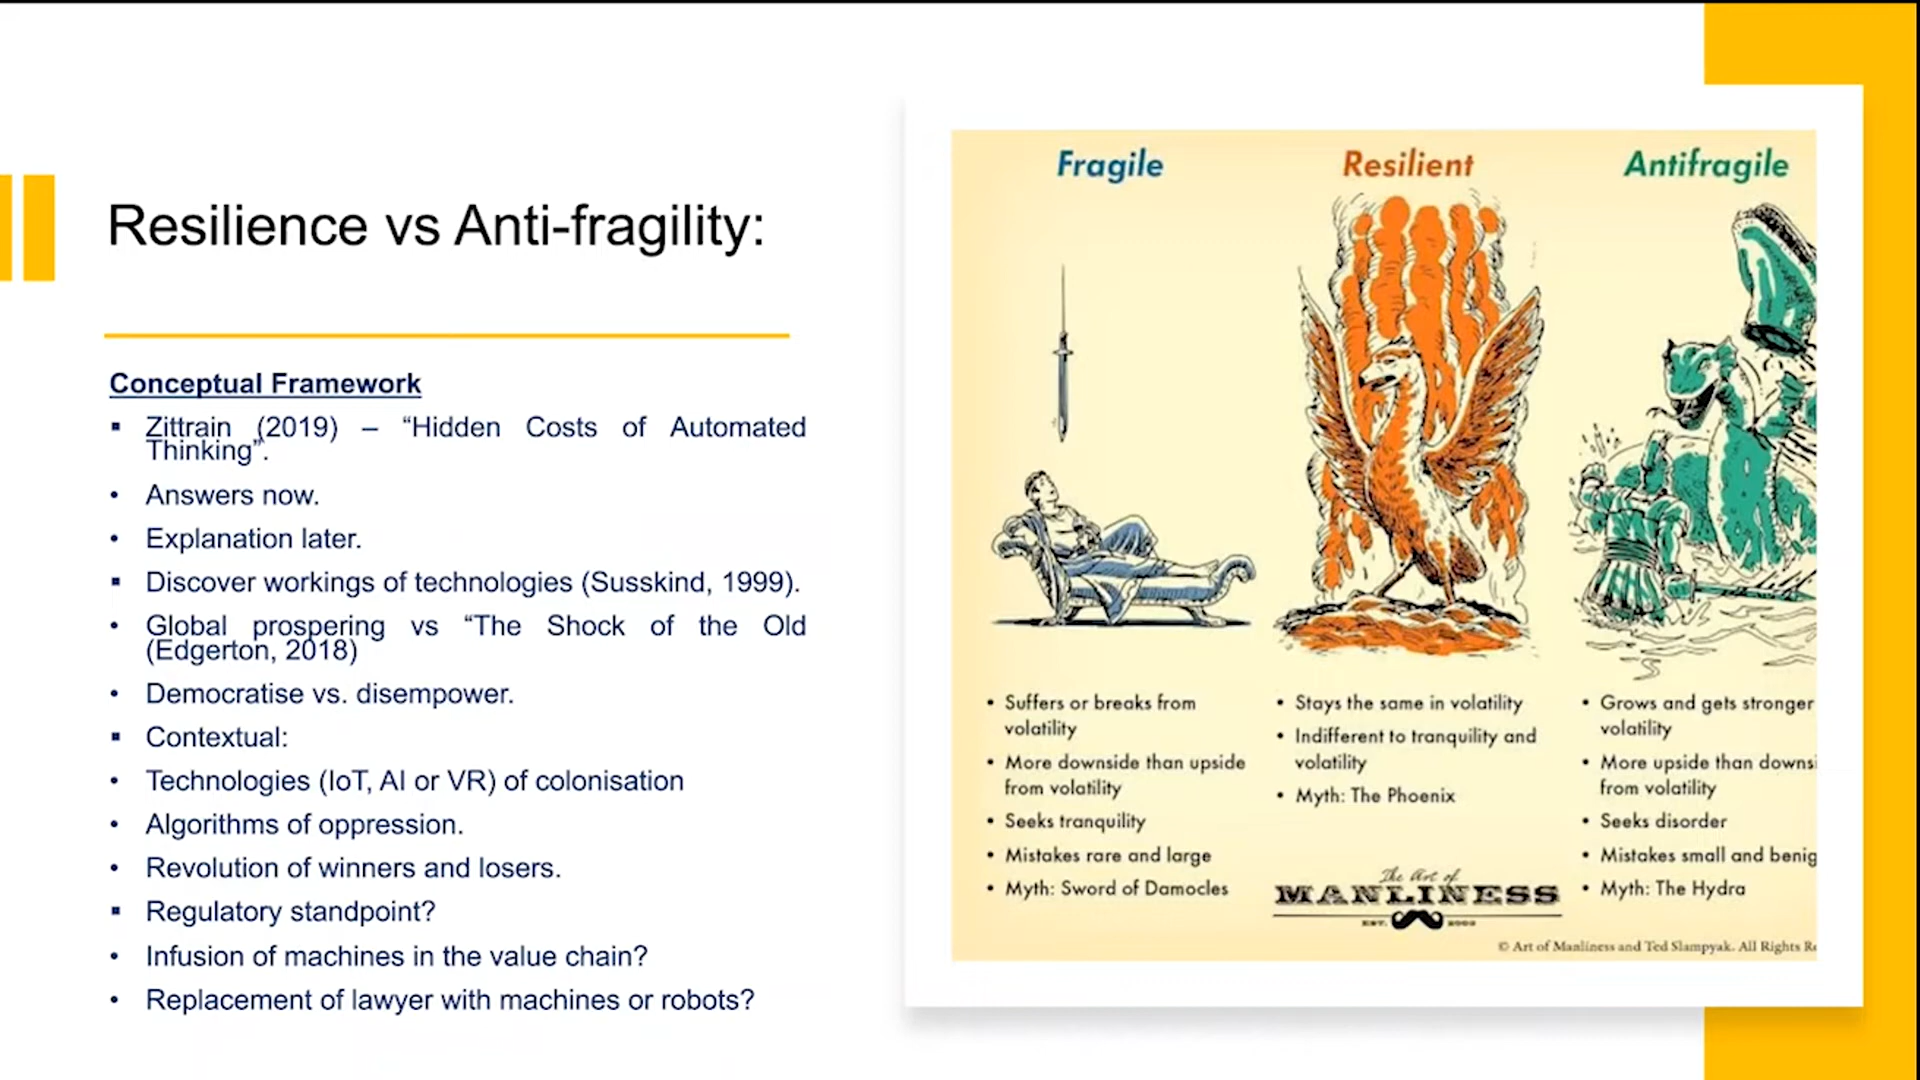 Resilience vs Anti-fragility:
Conceptual Framework
▪ Zittrain (2019) – “Hidden Costs of Automated
Thinking”.
• Answers now.
• Explanation later.
▪ Discover workings of technologies (Susskind, 1999).
• Global prospering vs “The Shock of the Old
(Edgerton, 2018)
• Democratise vs. disempower.
▪ Contextual:
• Technologies (IoT, AI or VR) of colonisation
• Algorithms of oppression.
• Revolution of winners and losers.
▪ Regulatory standpoint?
• Infusion of machines in the value chain?
• Replacement of lawyer with machines or robots?
Fragile
• Suffers or breaks from
volatility
• More downside than upside
from volatility
• Seeks tranquility
• Mistakes rare and large
• Myth: Sword of Damocles
Resilient
• Stays the same in volatility
• Indifferent to tranquility and
volatility
• Myth: The Phoenix
Antifragile
• Grows and gets stronger
volatility
• More upside than downsi
from volatility
• Seeks disorder
• Mistakes small and benig
• Myth: The Hydra
The Art of
MANLINESS
EST. 2008
© Art of Manliness and Ted Slampyak. All Rights Re